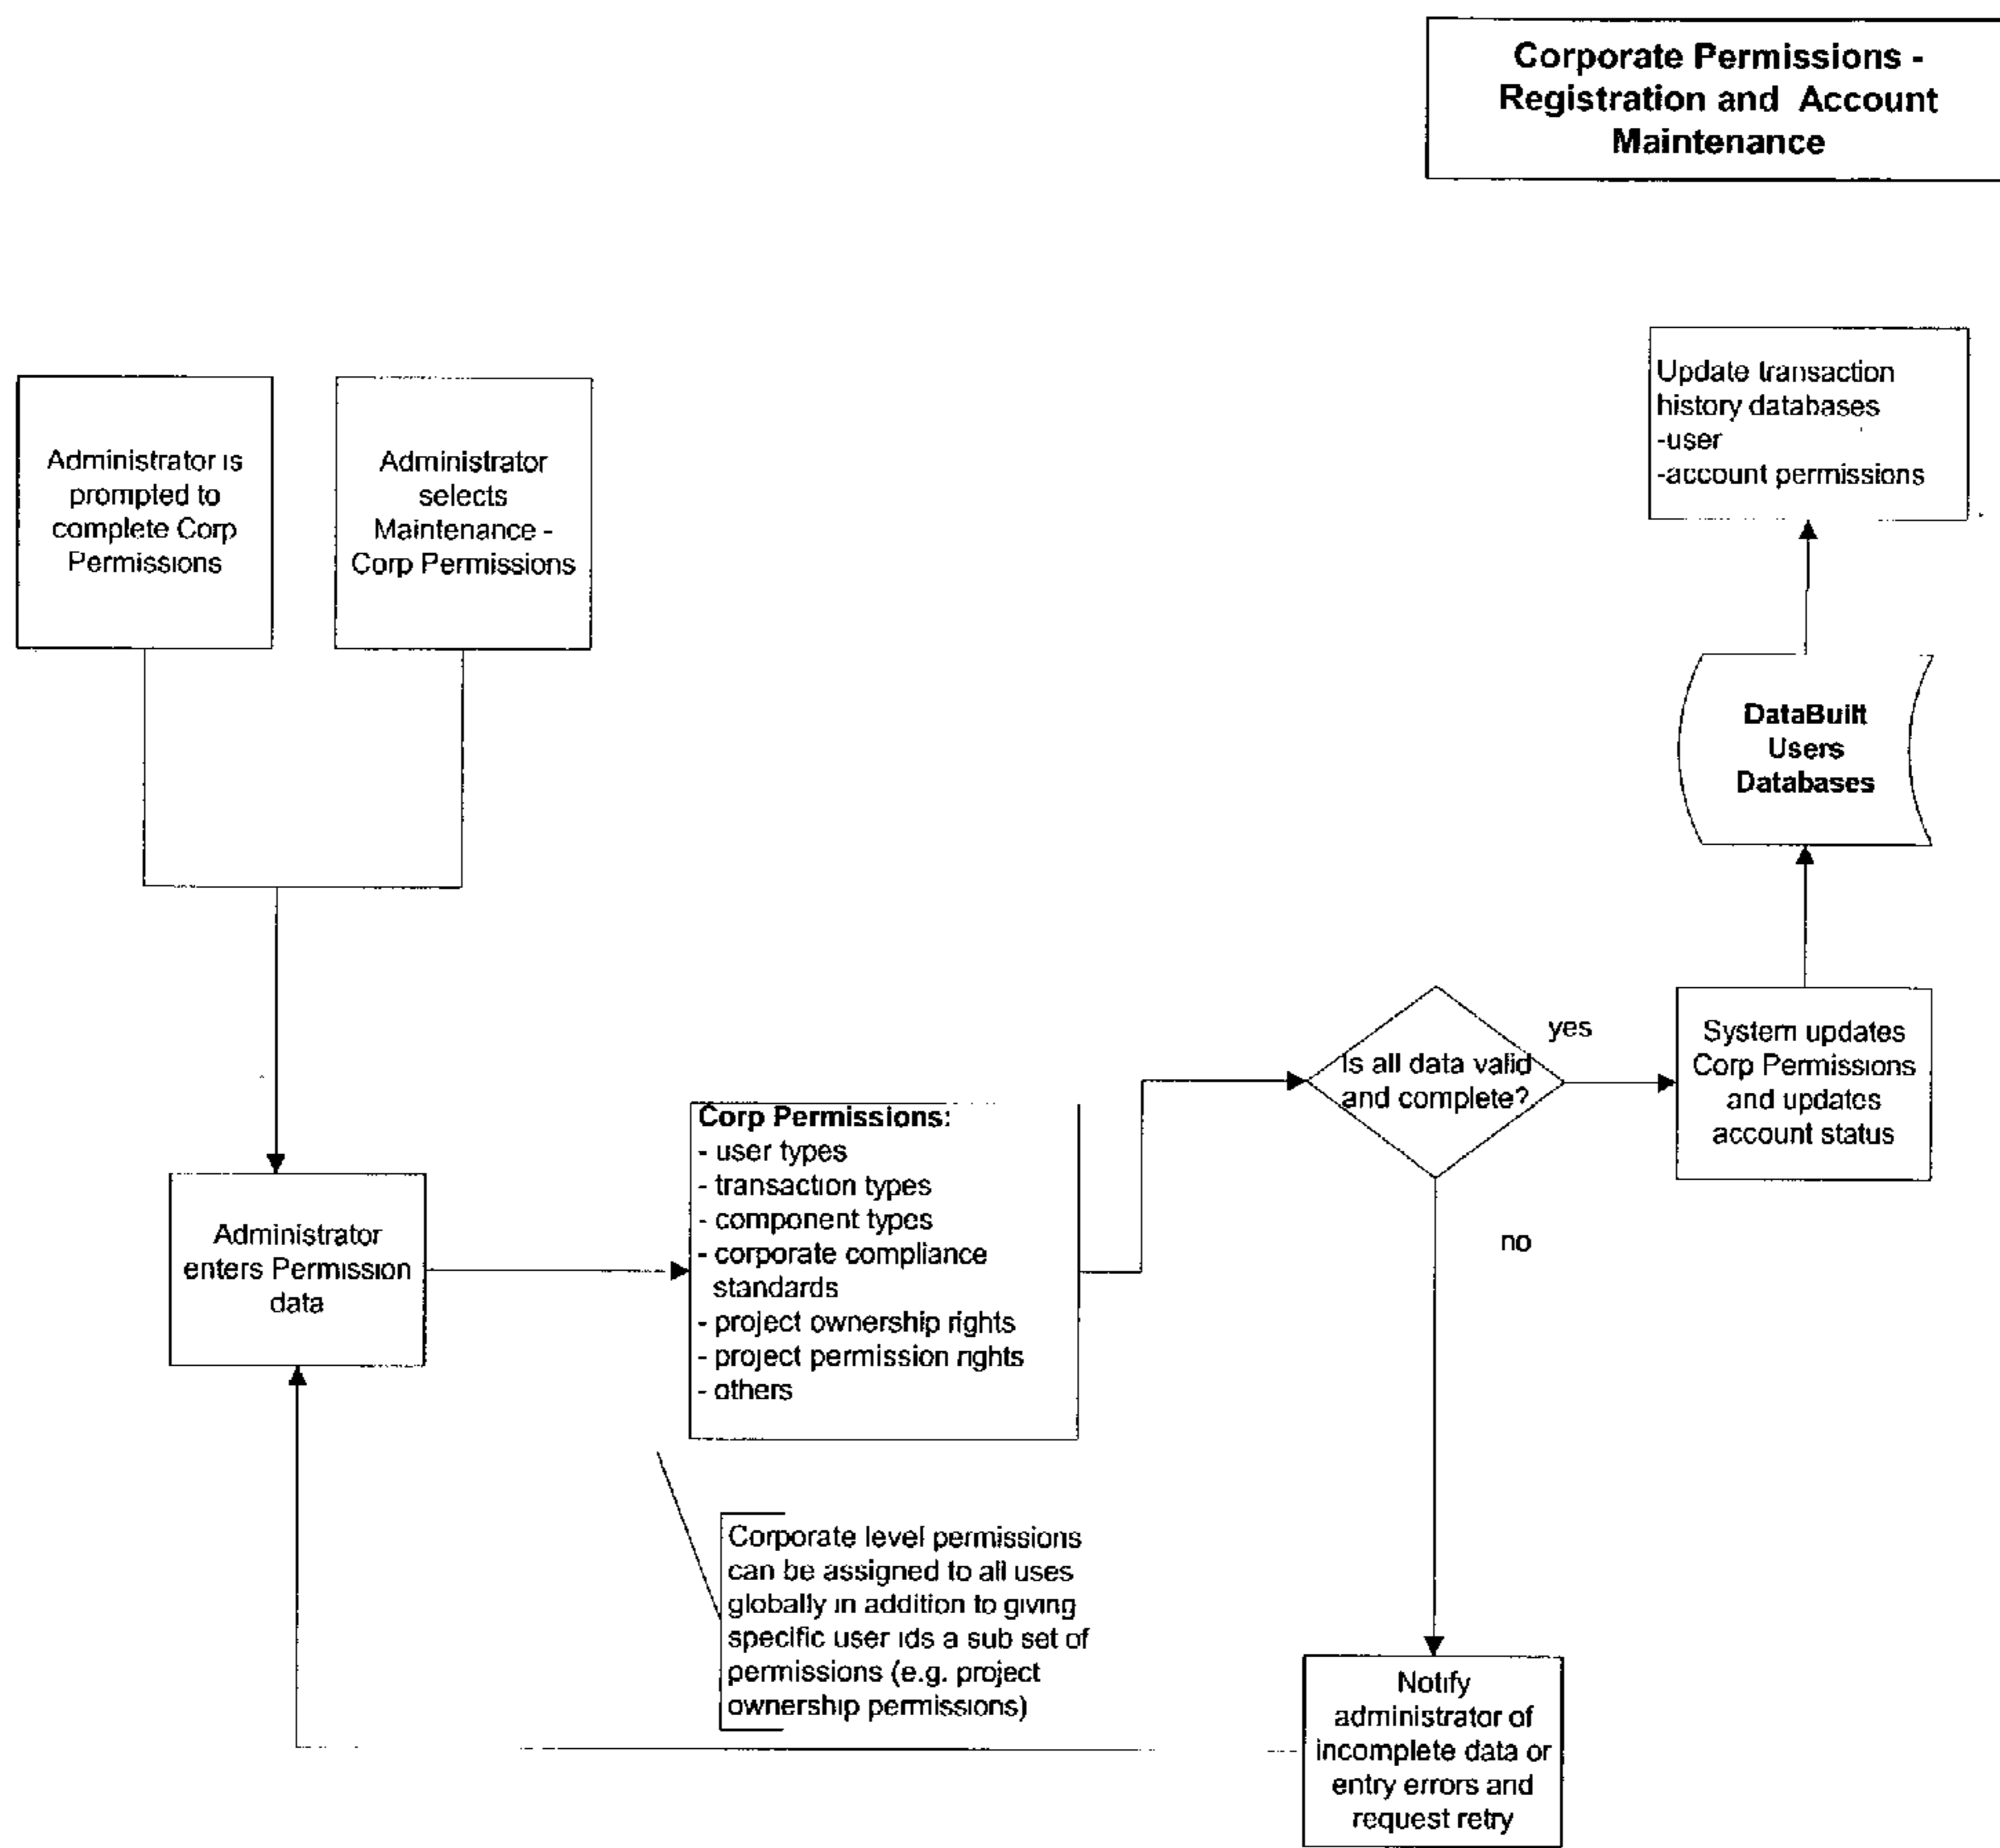 Corporate Permissions -
Registration and Account
Maintenance
Update transaction
history databases
-user
-account permissions
Administrator is
prompted to
complete Corp
Permissions
Administrator
selects
Maintenance -
Corp Permissions
DataBuilt
Users
Databases
yes
Is all data valid
and complete?
System updates
Corp Permissions
and updates
account status
no
Corp Permissions:
- user types
- transaction types
- component types
- corporate compliance
standards
- project ownership rights
- project permission rights
- others
Administrator
enters Permission
data
Corporate level permissions
can be assigned to all uses
globally in addition to giving
specific user ids a sub set of
permissions (e.g. project
ownership permissions)
Notify
administrator of
incomplete data or
entry errors and
request retry